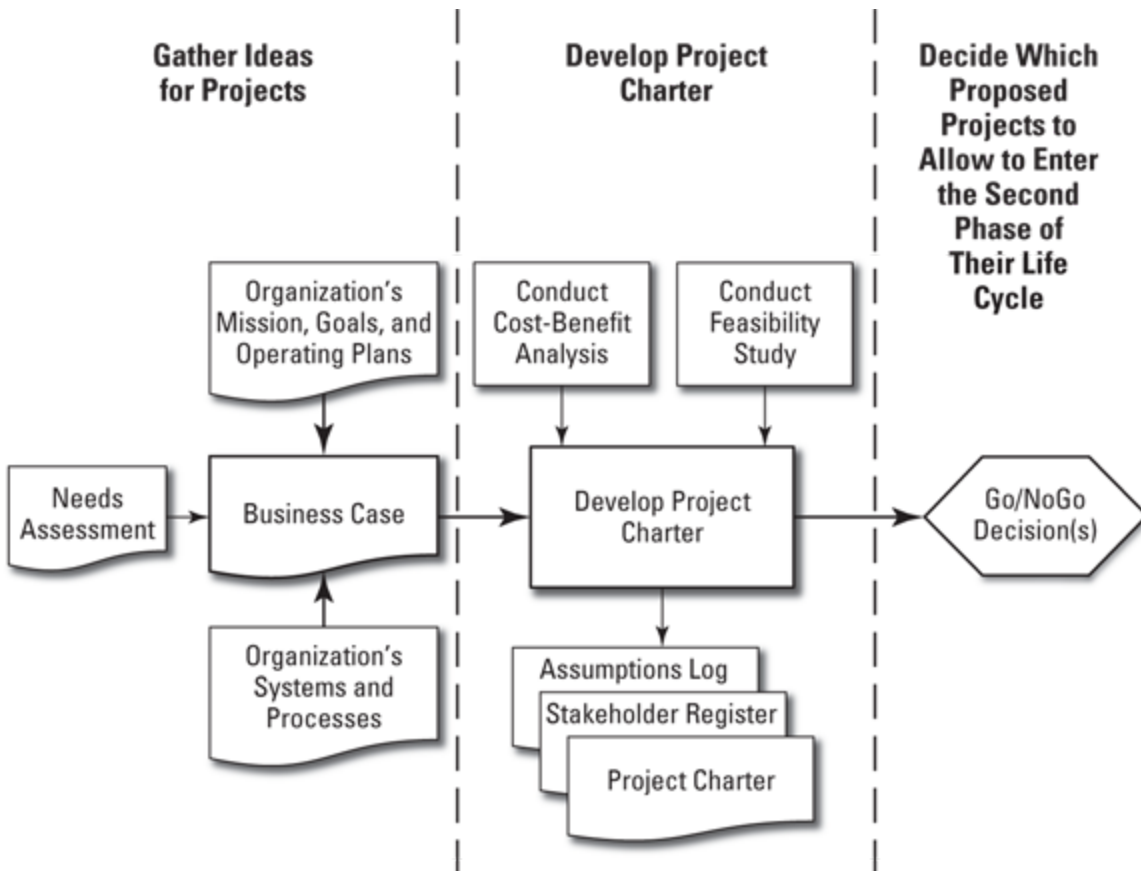 Gather Ideas
for Projects
Develop Project
Charter
Decide Which
Proposed
Projects to
Allow to Enter
the Second
Phase of
Their Life
Cycle
Organization's
Mission, Goals, and
Operating Plans
Conduct
Cost-Benefit
Analysis
Conduct
Feasibility
Study
Needs
Assessment
Business Case
Develop Project
Charter
Go/NoGo
Decision(s)
Organization's
Systems and
Processes
Assumptions Log
Stakeholder Register
Project Charter